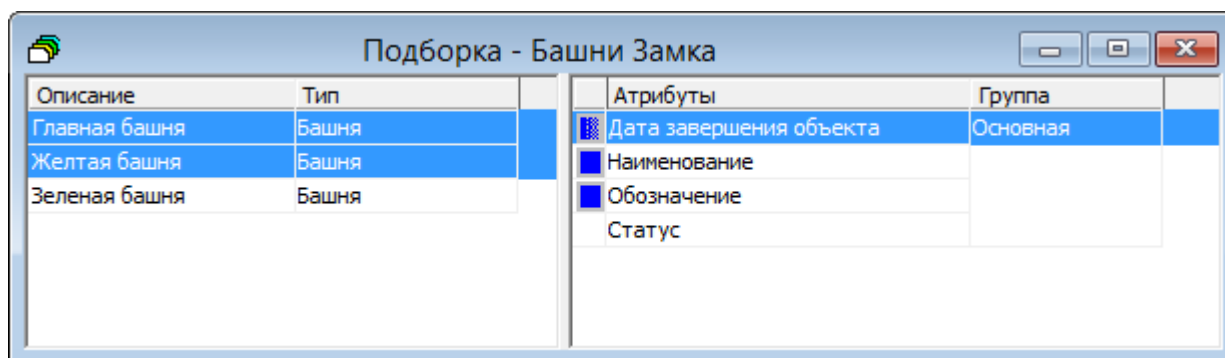 Подборка - Башни Замка
Описание Тип Атрибуты Группа
Главная башня Башня Дата завершения объекта Основная
Желтая башня Башня Наименование
Зеленая башня Башня Обозначение
Статус